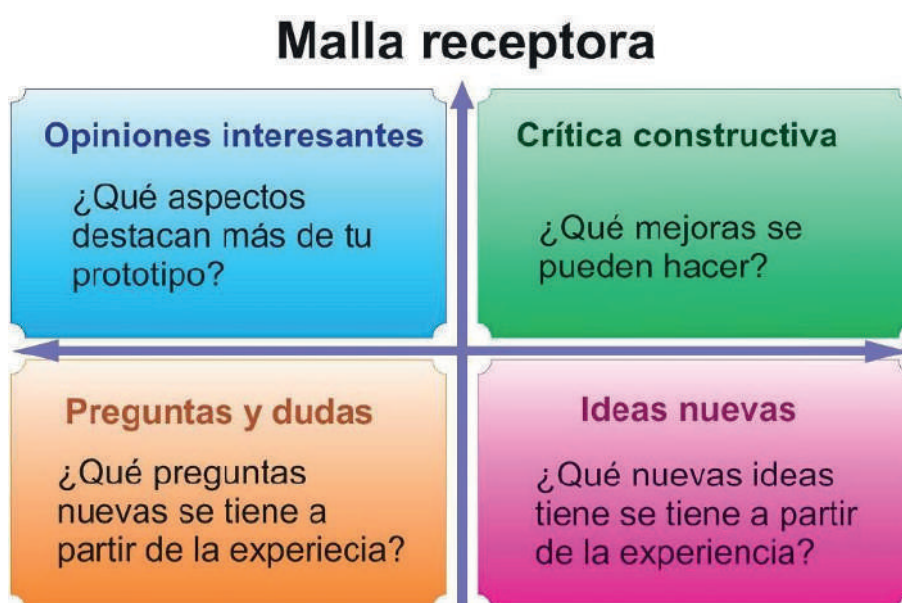 Malla receptora
Opiniones interesantes
¿Qué aspectos
destacan más de tu
prototipo?
Crítica constructiva
¿Qué mejoras se
pueden hacer?
Preguntas y dudas
¿Qué preguntas
nuevas se tiene a
partir de la experiecia?
Ideas nuevas
¿Qué nuevas ideas
tiene se tiene a partir
de la experiencia?